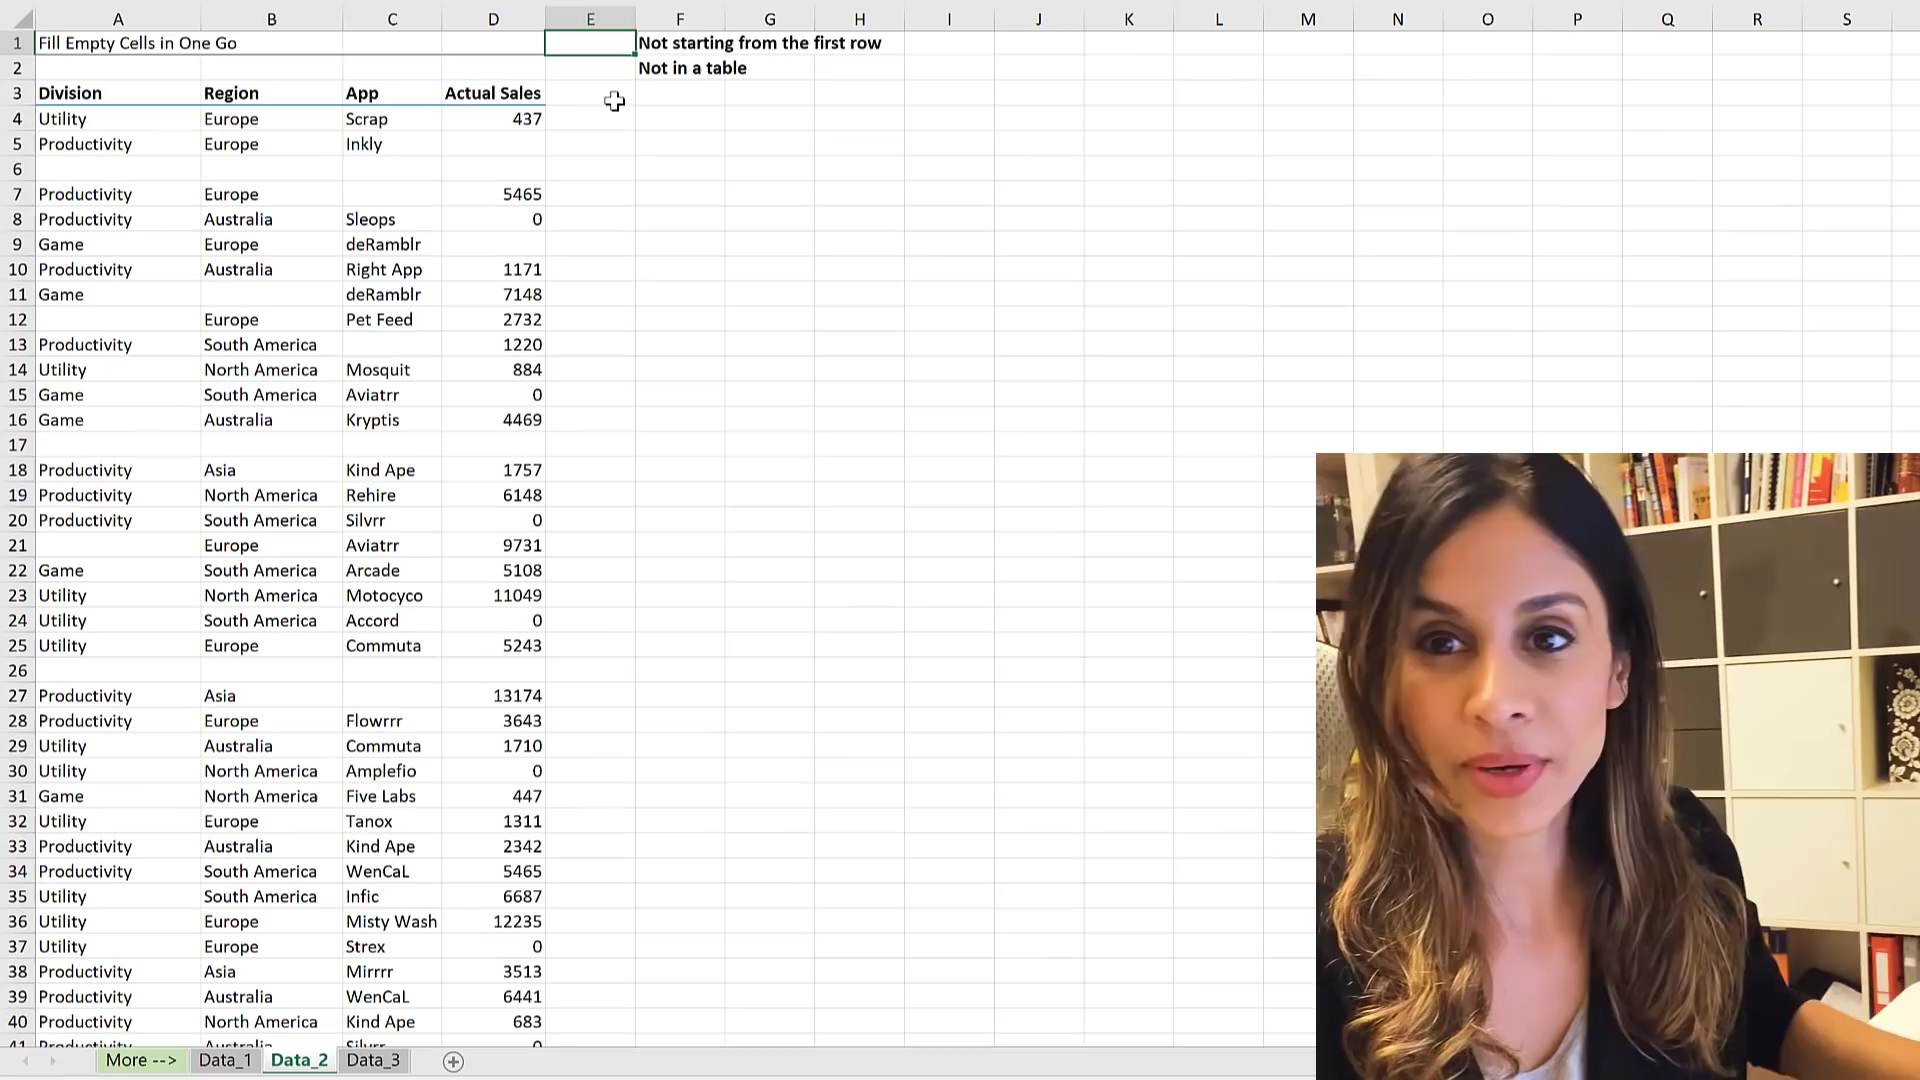 A B C D E F G H I J K L M N O P Q R S
1 Fill Empty Cells in One Go Not starting from the first row
2 Not in a table
3 Division Region App Actual Sales
4 Utility Europe Scrap 437
5 Productivity Europe Inkly
6
7 Productivity Europe 5465
8 Productivity Australia Sleops 0
9 Game Europe deRamblr
10 Productivity Australia Right App 1171
11 Game deRamblr 7148
12 Europe Pet Feed 2732
13 Productivity South America 1220
14 Utility North America Mosquit 884
15 Game South America Aviatrr 0
16 Game Australia Kryptis 4469
17
18 Productivity Asia Kind Ape 1757
19 Productivity North America Rehire 6148
20 Productivity South America Silvrr 0
21 Europe Aviatrr 9731
22 Game South America Arcade 5108
23 Utility North America Motocyco 11049
24 Utility South America Accord 0
25 Utility Europe Commuta 5243
26
27 Productivity Asia 13174
28 Productivity Europe Flowrrr 3643
29 Utility Australia Commuta 1710
30 Utility North America Amplefio 0
31 Game North America Five Labs 447
32 Utility Europe Tanox 1311
33 Productivity Australia Kind Ape 2342
34 Productivity South America WenCaL 5465
35 Utility South America Infic 6687
36 Utility Europe Misty Wash 12235
37 Utility Europe Strex 0
38 Productivity Asia Mirrrr 3513
39 Productivity Australia WenCaL 6441
40 Productivity North America Kind Ape 683
41 Productivity Australia Silvrr 0
More --> Data_1 Data_2 Data_3